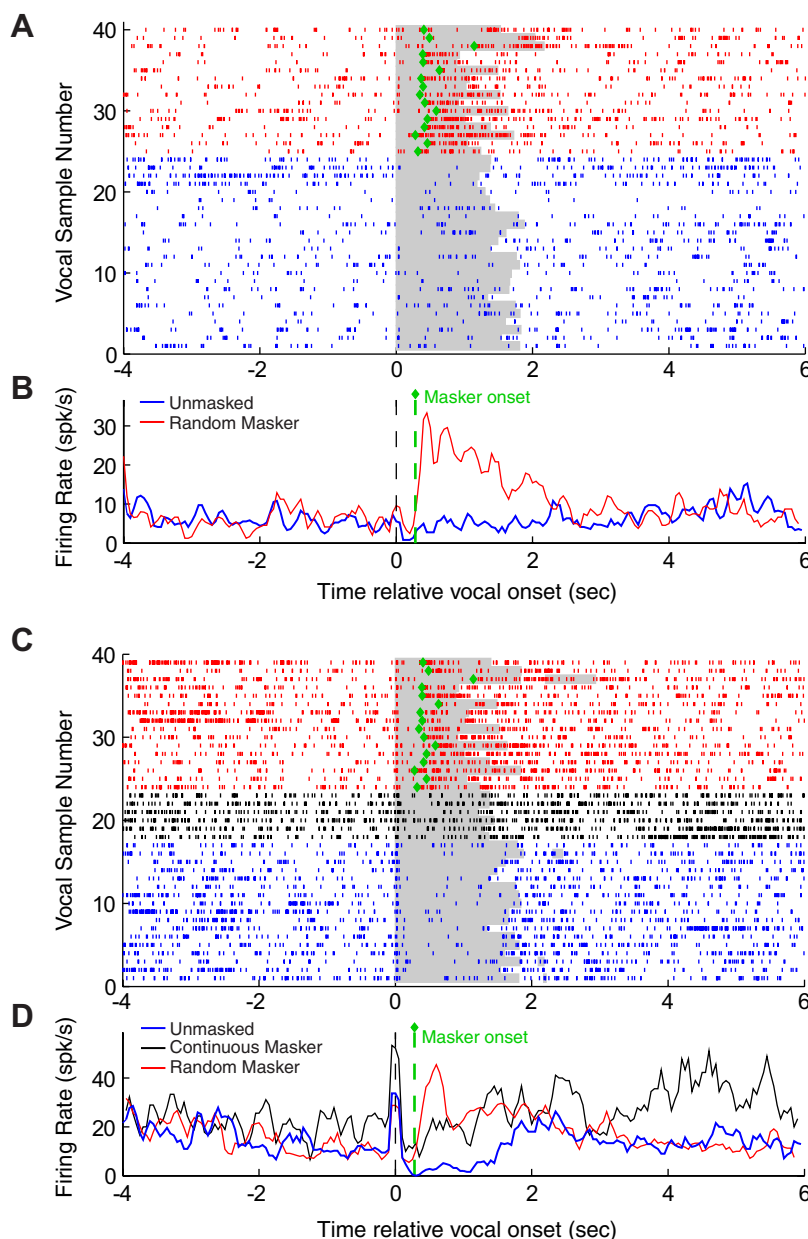 A
Vocal Sample Number
40
30
20
10
0
-4 -2 0 2 4 6
B
Firing Rate (spk/s)
30
20
10
0
Unmasked
Random Masker
Masker onset
-4 -2 0 2 4 6
Time relative vocal onset (sec)
C
Vocal Sample Number
40
30
20
10
0
-4 -2 0 2 4 6
D
Firing Rate (spk/s)
40
20
0
Unmasked
Continuous Masker
Random Masker
Masker onset
-4 -2 0 2 4 6
Time relative vocal onset (sec)